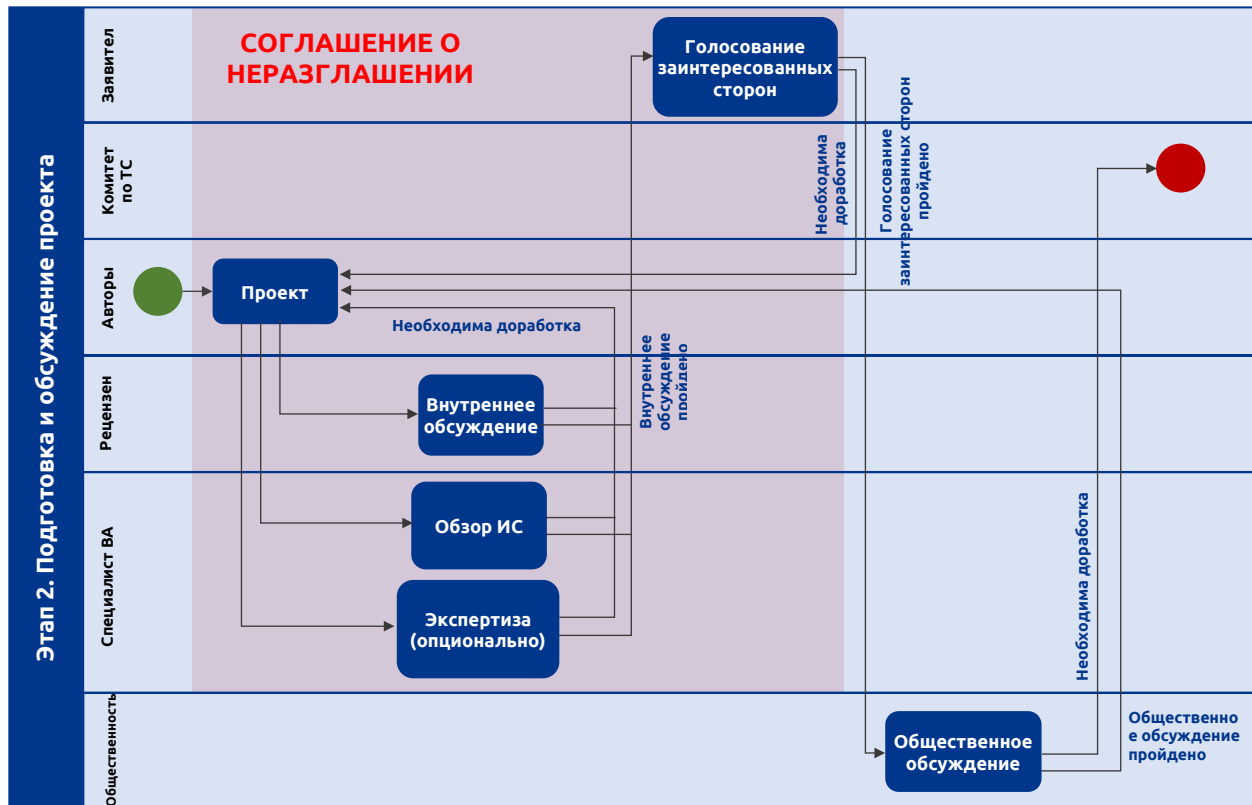 Этап 2. Подготовка и обсуждение проекта
Заявител
СОГЛАШЕНИЕ О
НЕРАЗГЛАШЕНИИ
Голосование
заинтересованных
сторон
Комитет
по ТС
Необходима
доработка
Голосование
заинтересованных сторон
пройдено
Авторы
Проект
Необходима доработка
Внутреннее
обсуждение
пройдено
Рецензен
Внутреннее
обсуждение
Специалист ВА
Обзор ИС
Экспертиза
(опционально)
Необходима доработка
Общественность
Общественное
обсуждение
Общественно
е обсуждение
пройдено